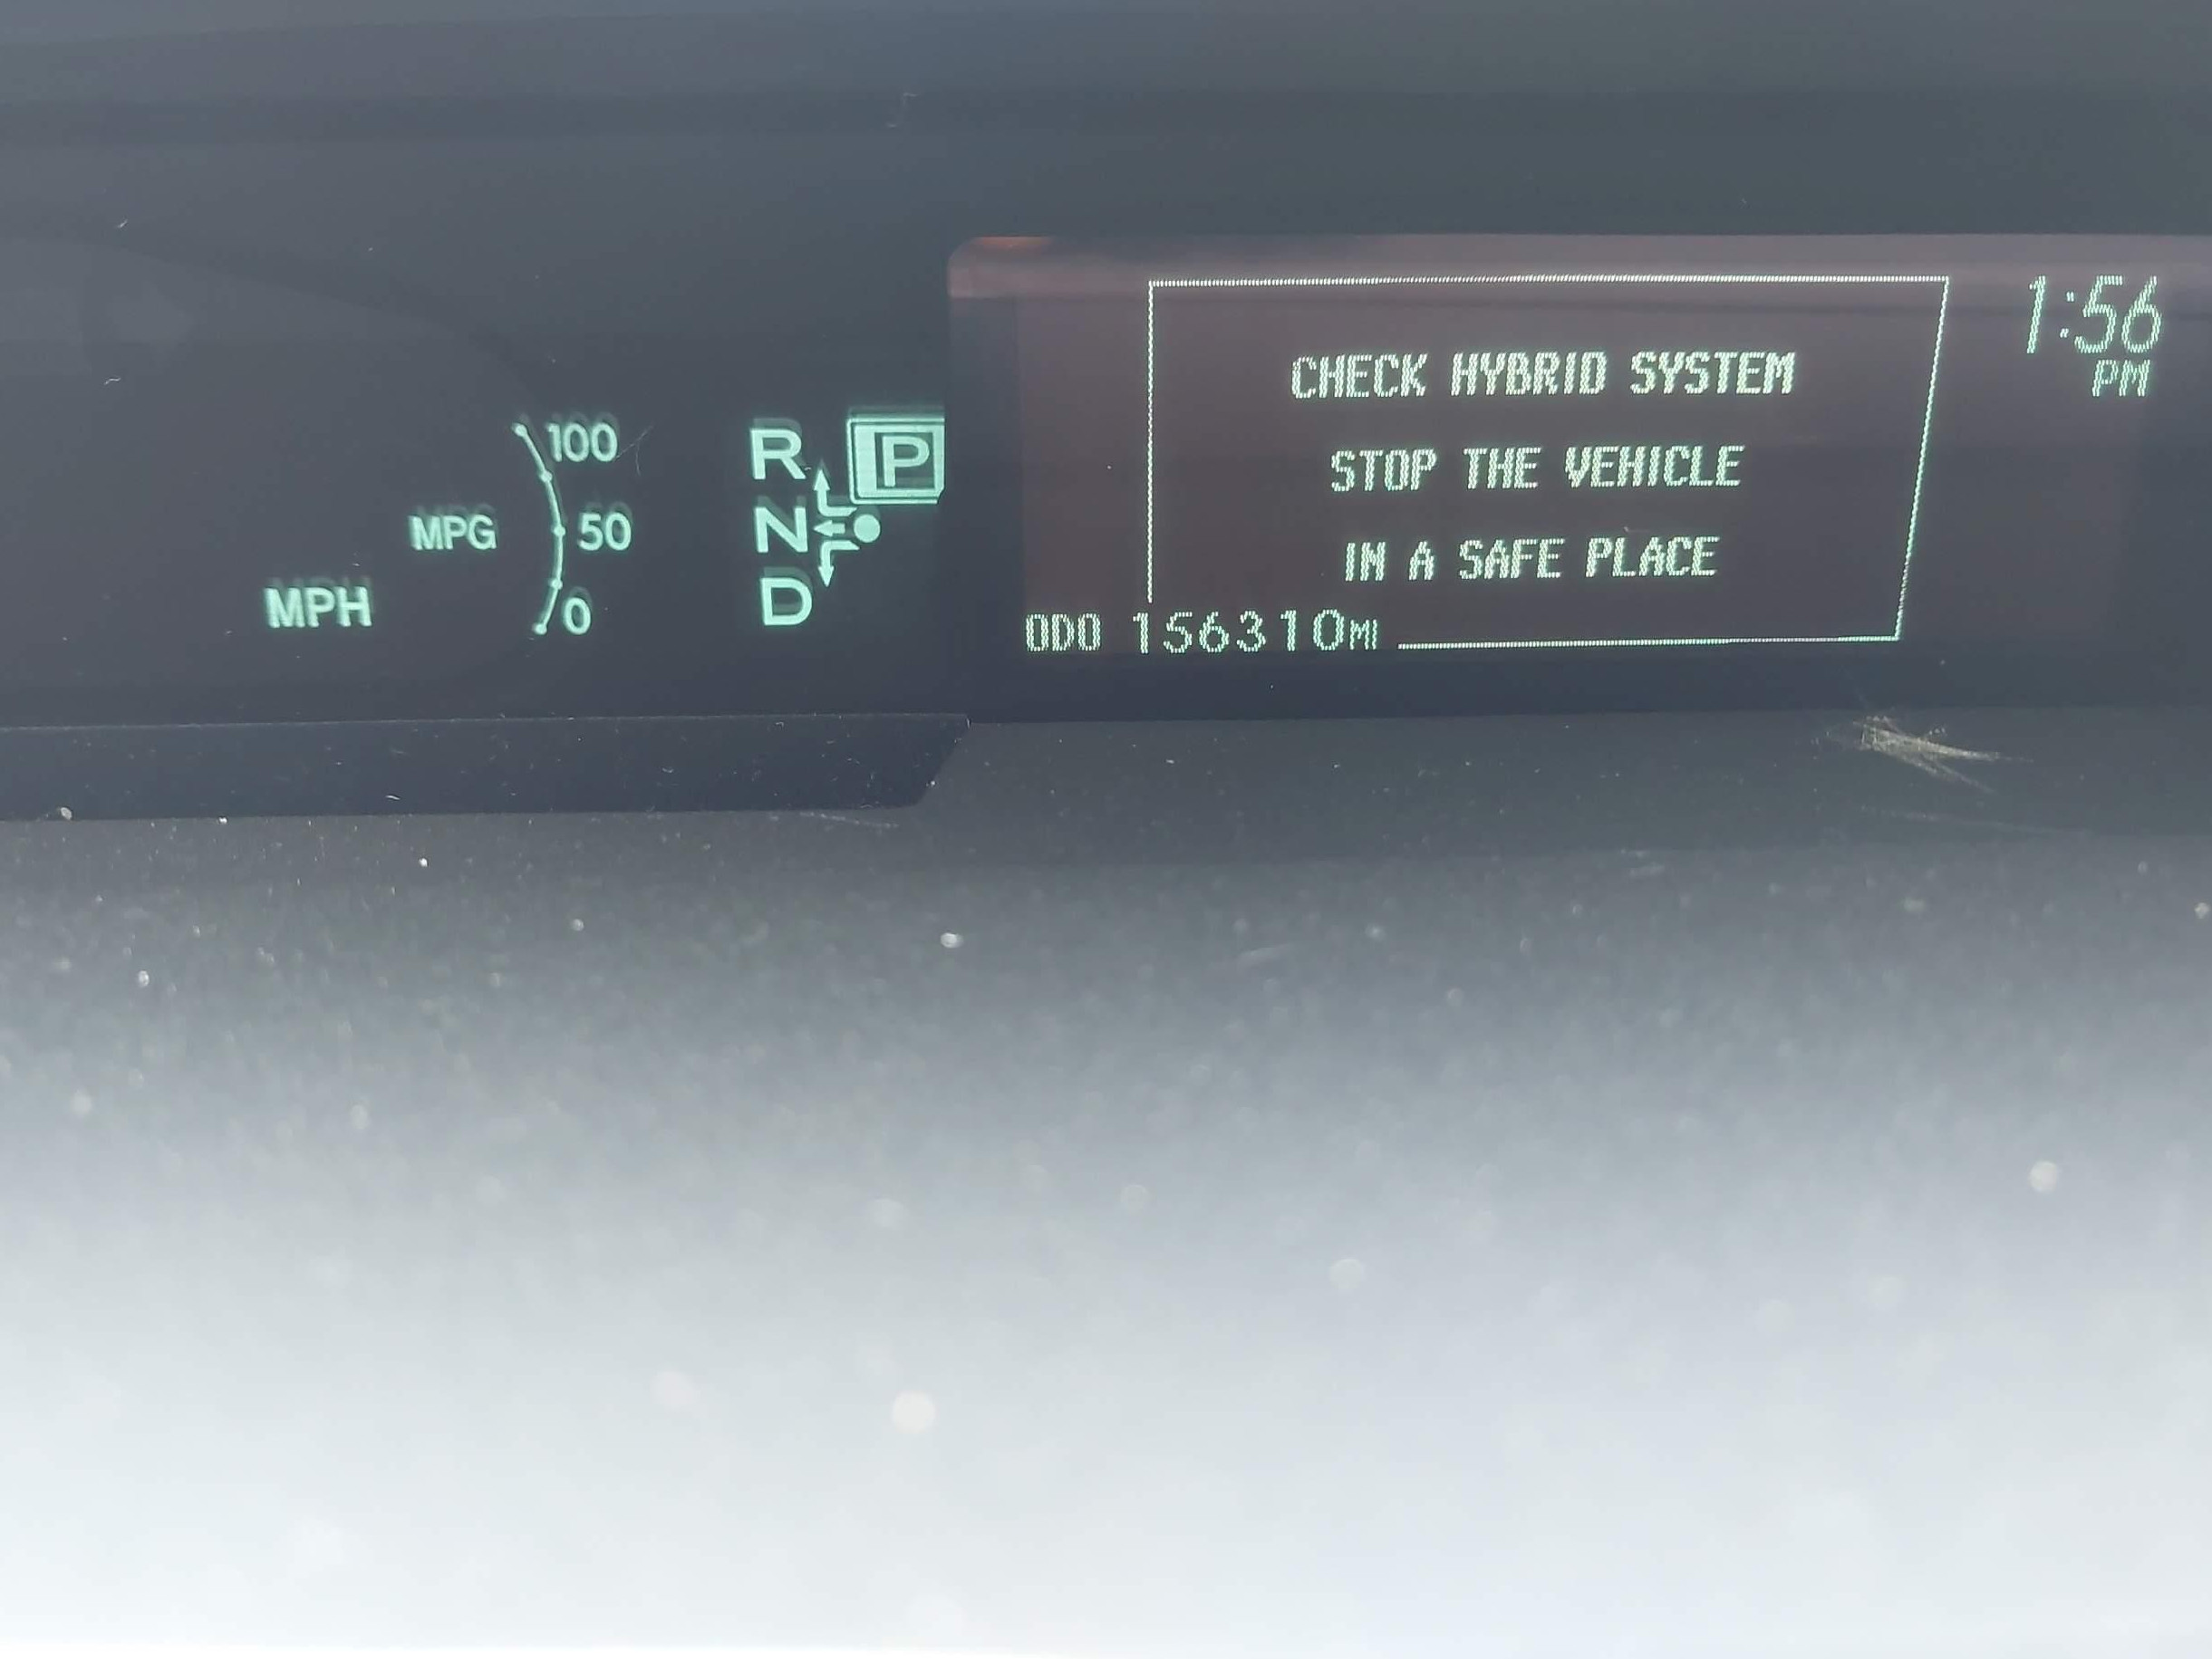 CHECK HYBRID SYSTEM
STOP THE VEHICLE
IN A SAFE PLACE
1:56
PM
100
R
P
MPG
50
N
MPH
0
D
ODO 156310MI